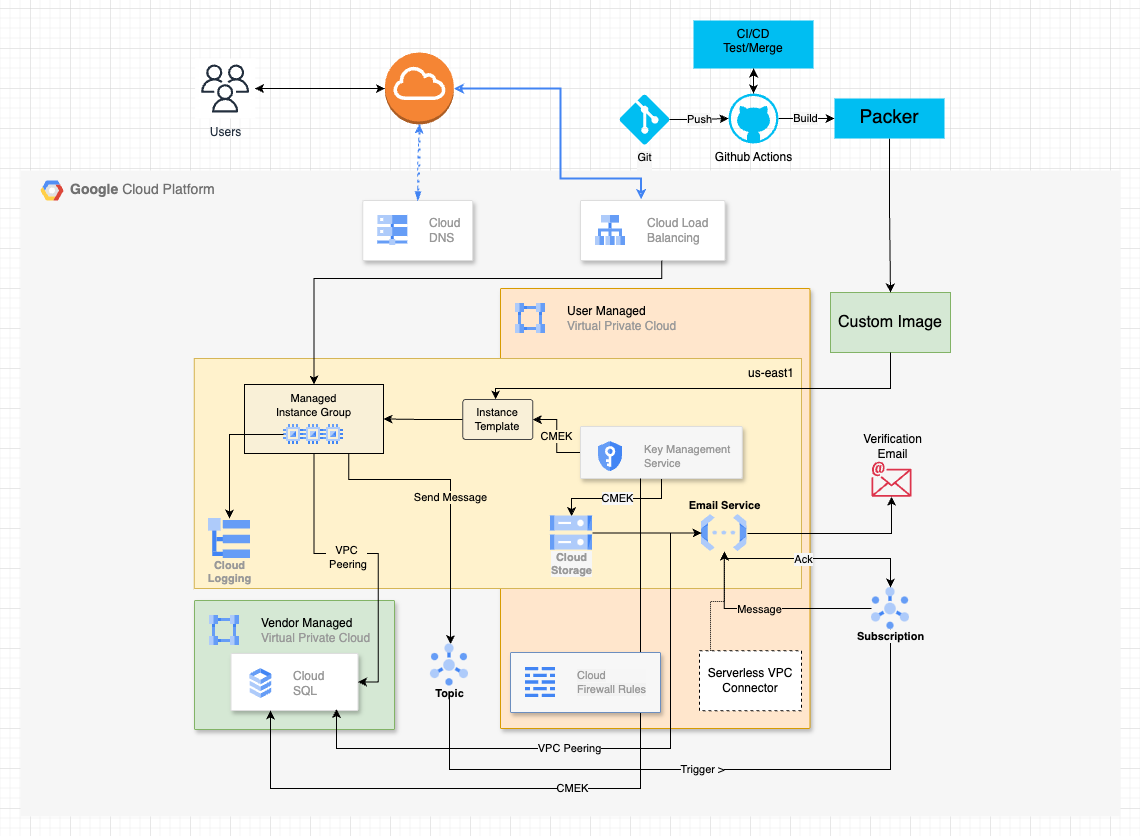 CI/CD
Test/Merge
Users
Push
Build
Packer
Git
Github Actions
Google Cloud Platform
Cloud
DNS
Cloud Load
Balancing
User Managed
Virtual Private Cloud
Custom Image
us-east1
Managed
Instance Group
Instance
Template
CMEK
Key Management
Service
Verification
Email
@
Send Message
CMEK
Email Service
Cloud
Logging
VPC
Peering
Cloud
Storage
Ack
Message
Subscription
Vendor Managed
Virtual Private Cloud
Cloud
SQL
Topic
Cloud
Firewall Rules
Serverless VPC
Connector
VPC Peering
Trigger >
CMEK